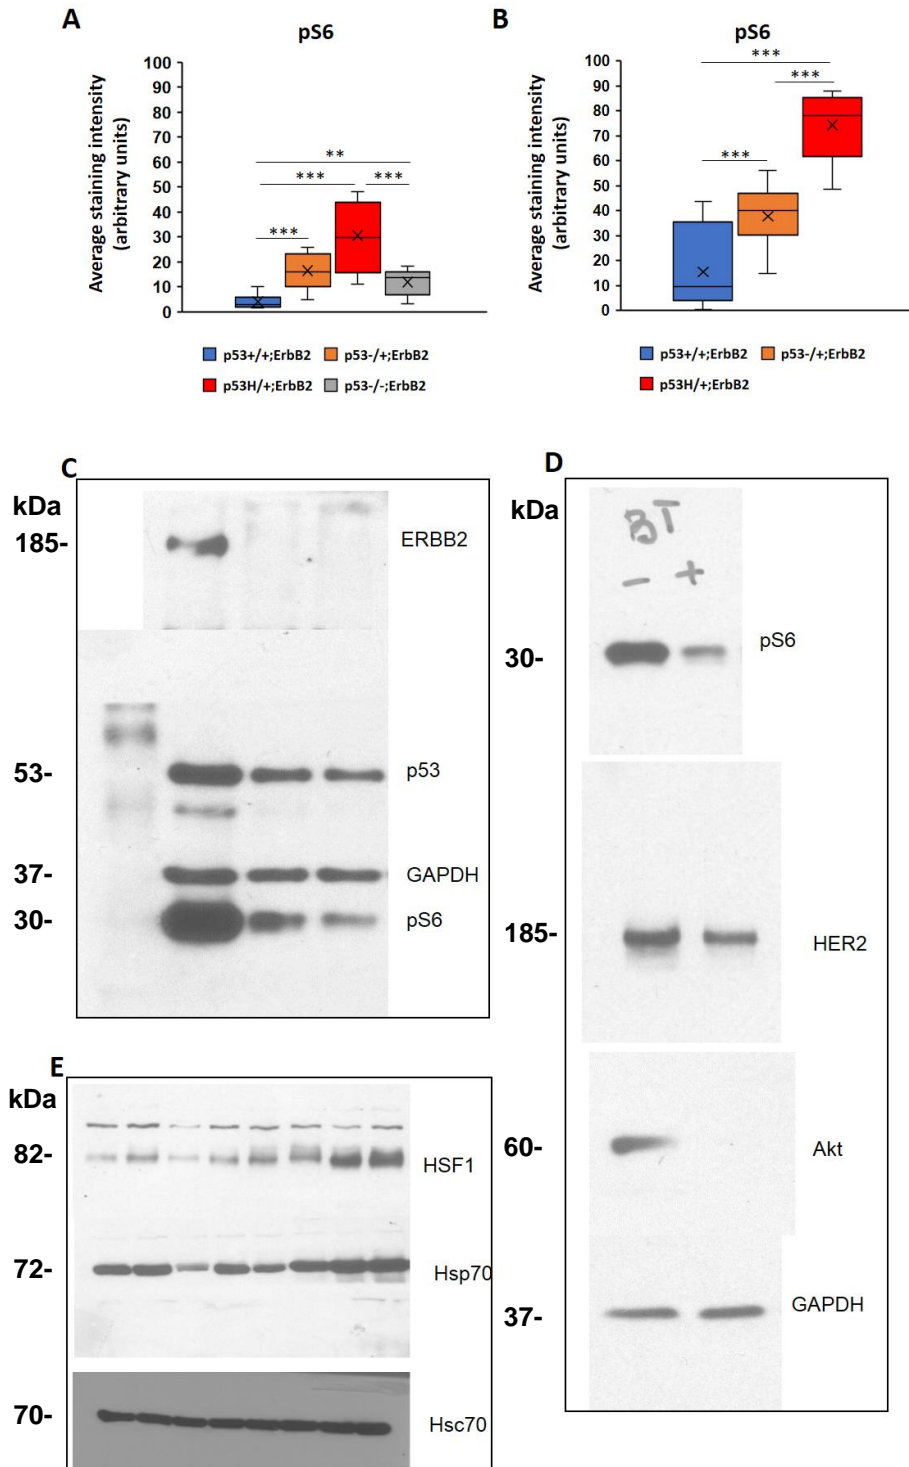 A
pS6
Average staining intensity
(arbitrary units)
100
90
80
70
60
50
40
30
20
10
0
**
***
***
***
p53+/+;ErbB2
p53-/+;ErbB2
p53H/+;ErbB2
p53-/-;ErbB2
B
pS6
Average staining intensity
(arbitrary units)
100
90
80
70
60
50
40
30
20
10
0
***
***
***
p53+/+;ErbB2
p53-/+;ErbB2
p53H/+;ErbB2
C
kDa
185-
ERBB2
53-
p53
37-
GAPDH
30-
pS6
D
kDa
BT
- +
30-
pS6
185-
HER2
60-
Akt
37-
GAPDH
E
kDa
82-
HSF1
72-
Hsp70
70-
Hsc70